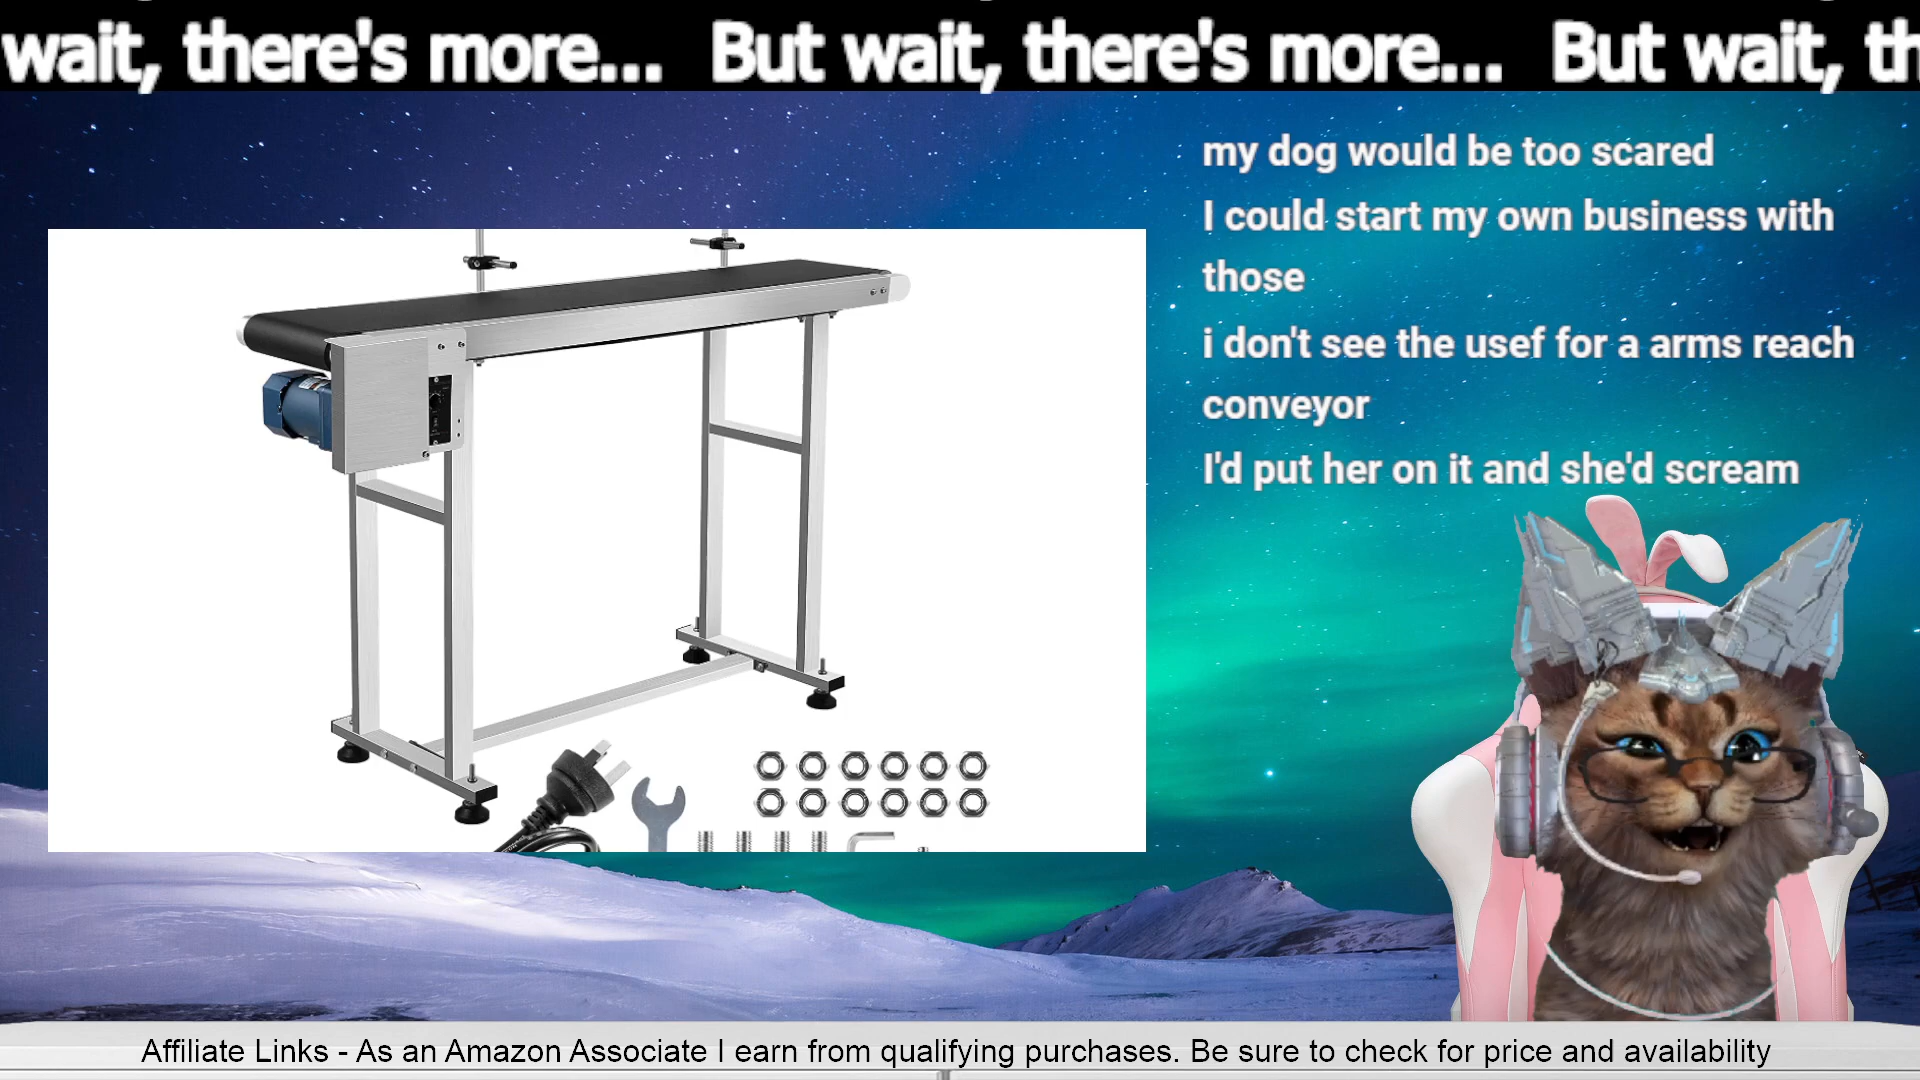 wait, there's more... But wait, there's more... But wait, th
my dog would be too scared
I could start my own business with
those
i don't see the usef for a arms reach
conveyor
I'd put her on it and she'd scream
Affiliate Links - As an Amazon Associate I earn from qualifying purchases. Be sure to check for price and availability